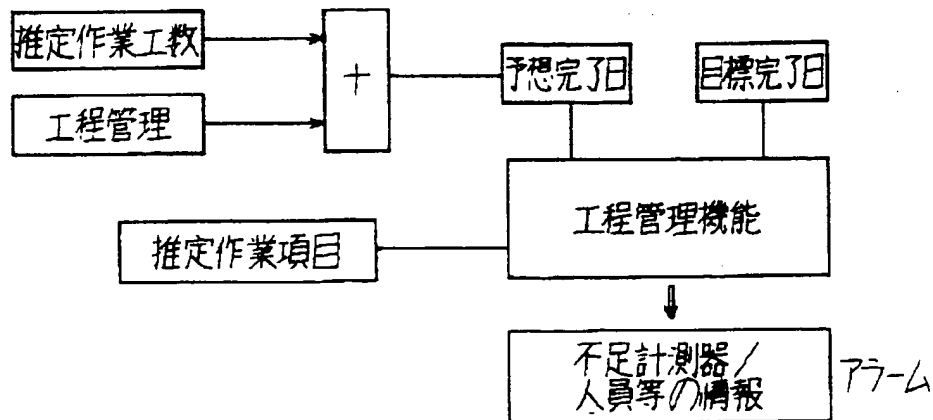 推定作業工数
工程管理
+
予想完了日
目標完了日
工程管理機能
推定作業項目
不足計測器/
人員等の情報
アラーム